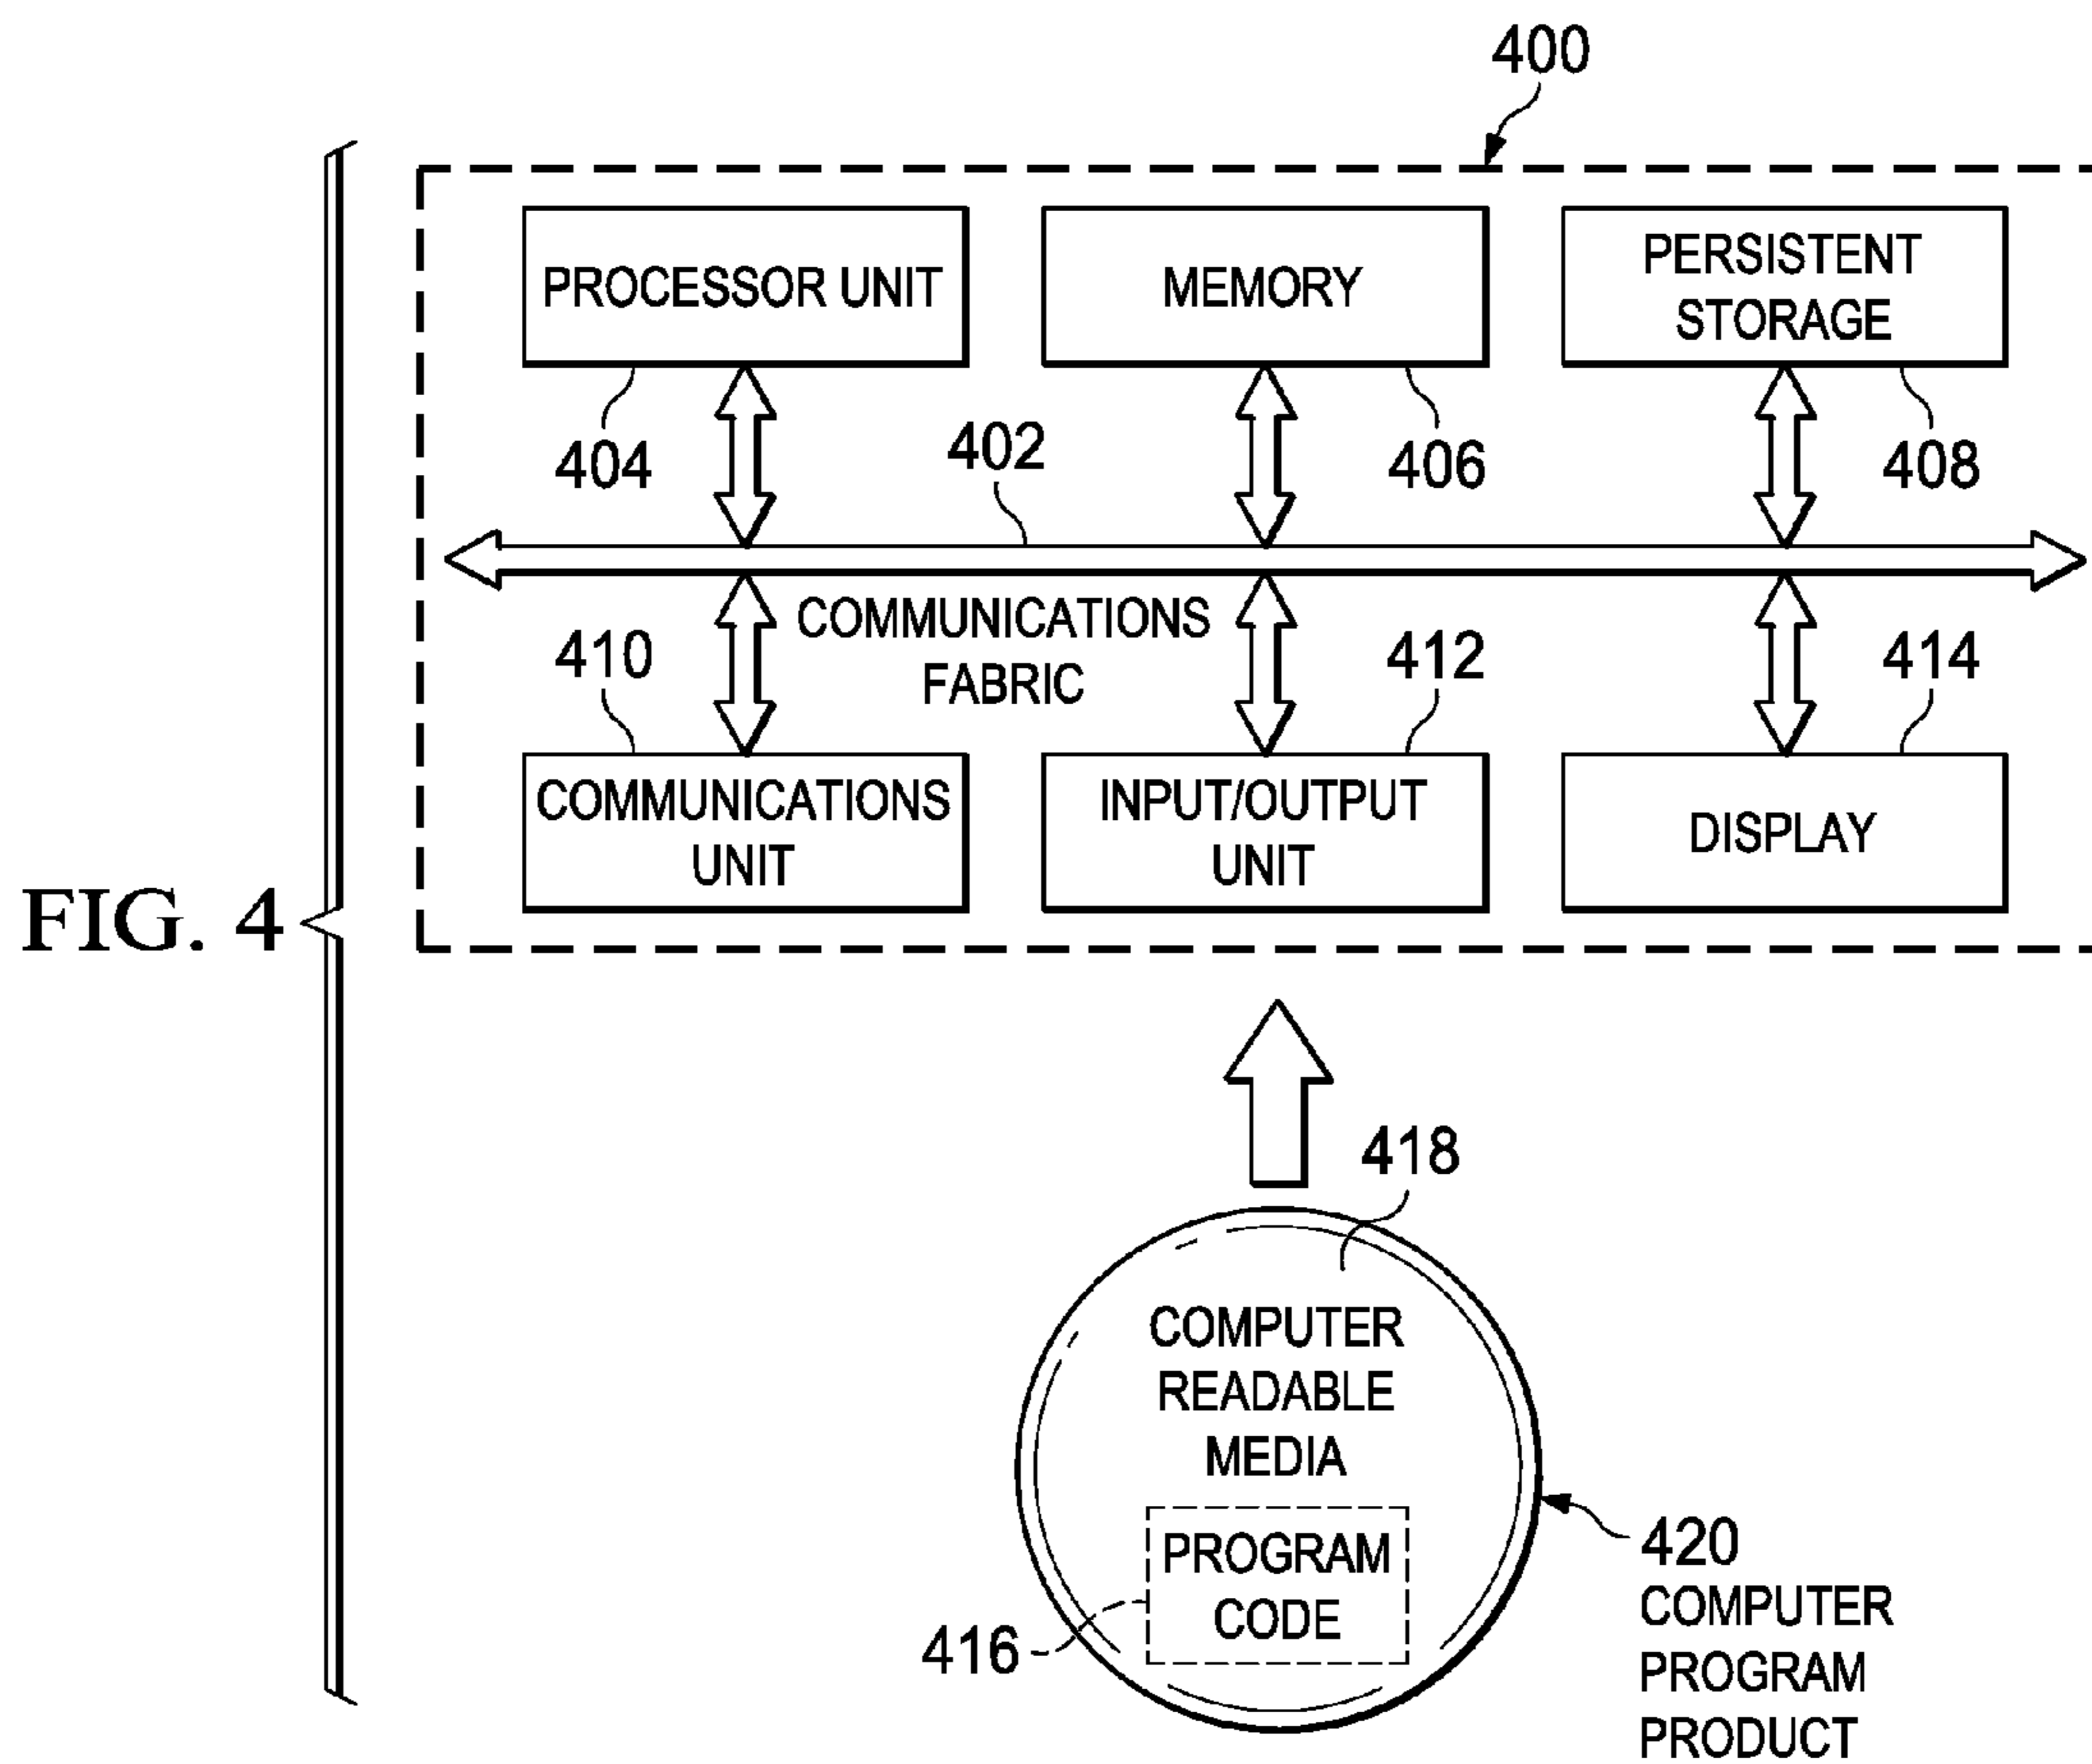 400
PROCESSOR UNIT
MEMORY
PERSISTENT
STORAGE
404
402
406
408
COMMUNICATIONS
FABRIC
410
412
414
COMMUNICATIONS
UNIT
INPUT/OUTPUT
UNIT
DISPLAY
FIG. 4
418
COMPUTER
READABLE
MEDIA
PROGRAM
CODE
416
420
COMPUTER
PROGRAM
PRODUCT